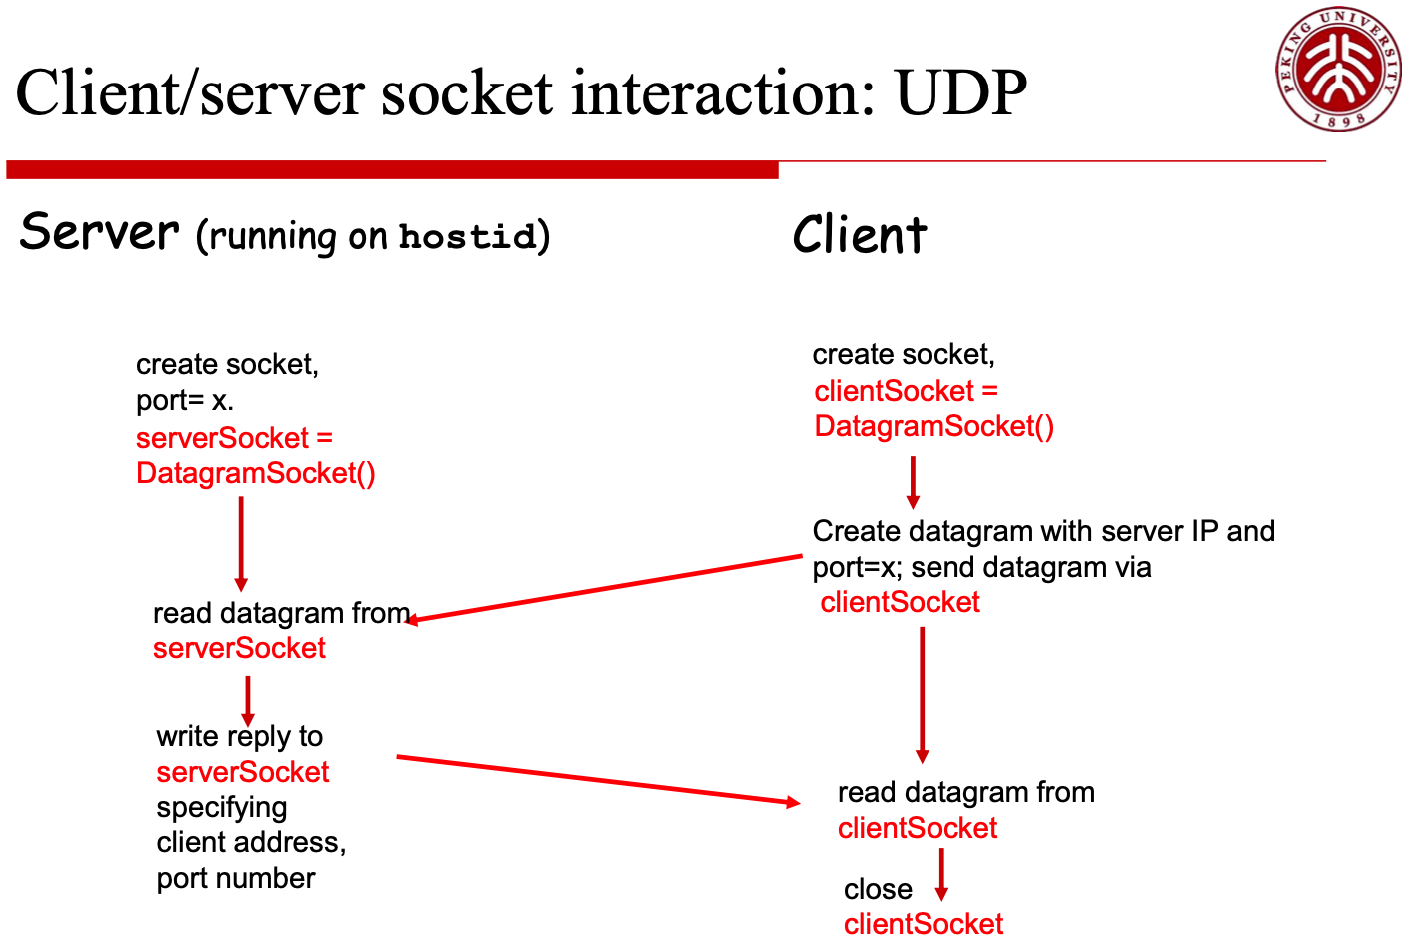 Client/server socket interaction: UDP
PEKING UNIVERSITY
1898
Server (running on hostid)
create socket,
port= x.
serverSocket =
DatagramSocket()
read datagram from
serverSocket
write reply to
serverSocket
specifying
client address,
port number
Client
create socket,
clientSocket =
DatagramSocket()
Create datagram with server IP and
port=x; send datagram via
clientSocket
read datagram from
clientSocket
close
clientSocket